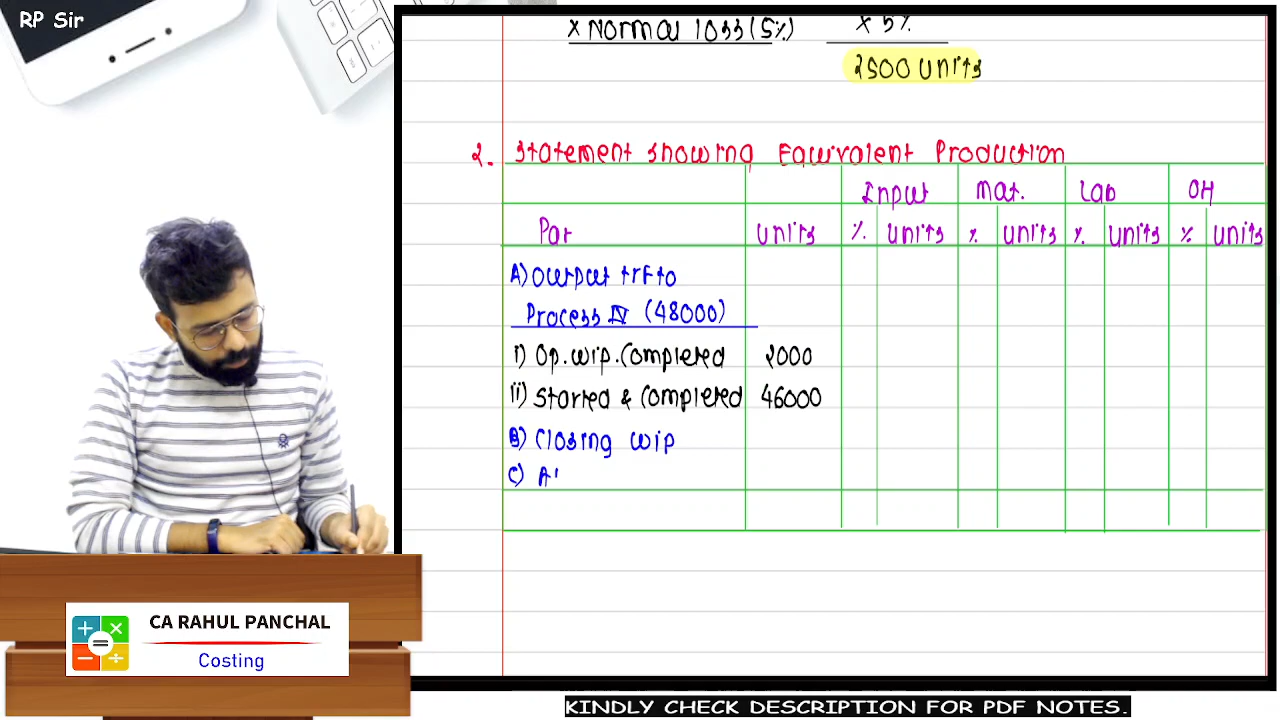 RP Sir
x Normal loss (5%) x 5%
2500 units
2. Statement showing Equivalent Production
Input Mat. Lab OH
Par units % units % units % units % units
A) Output trf to
Process IV (48000)
i) Op. wip. Completed 2000
ii) Started & Completed 46000
B) Closing wip
C) A
CA RAHUL PANCHAL
Costing
KINDLY CHECK DESCRIPTION FOR PDF NOTES.